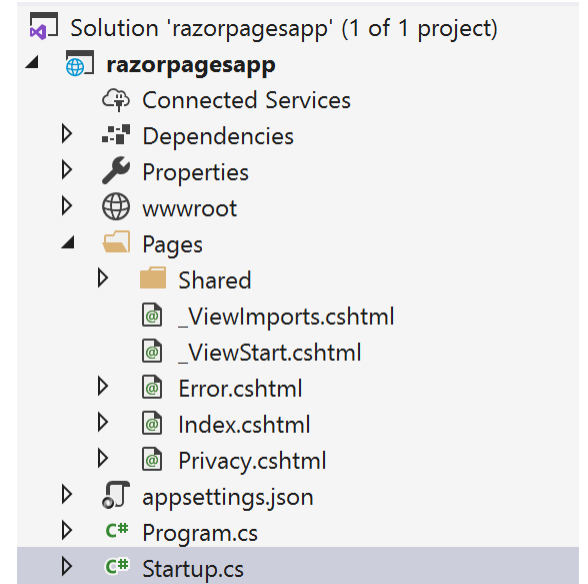 Solution 'razorpagesapp' (1 of 1 project)
razorpagesapp
Connected Services
Dependencies
Properties
wwwroot
Pages
Shared
_ViewImports.cshtml
_ViewStart.cshtml
Error.cshtml
Index.cshtml
Privacy.cshtml
appsettings.json
C# Program.cs
C# Startup.cs